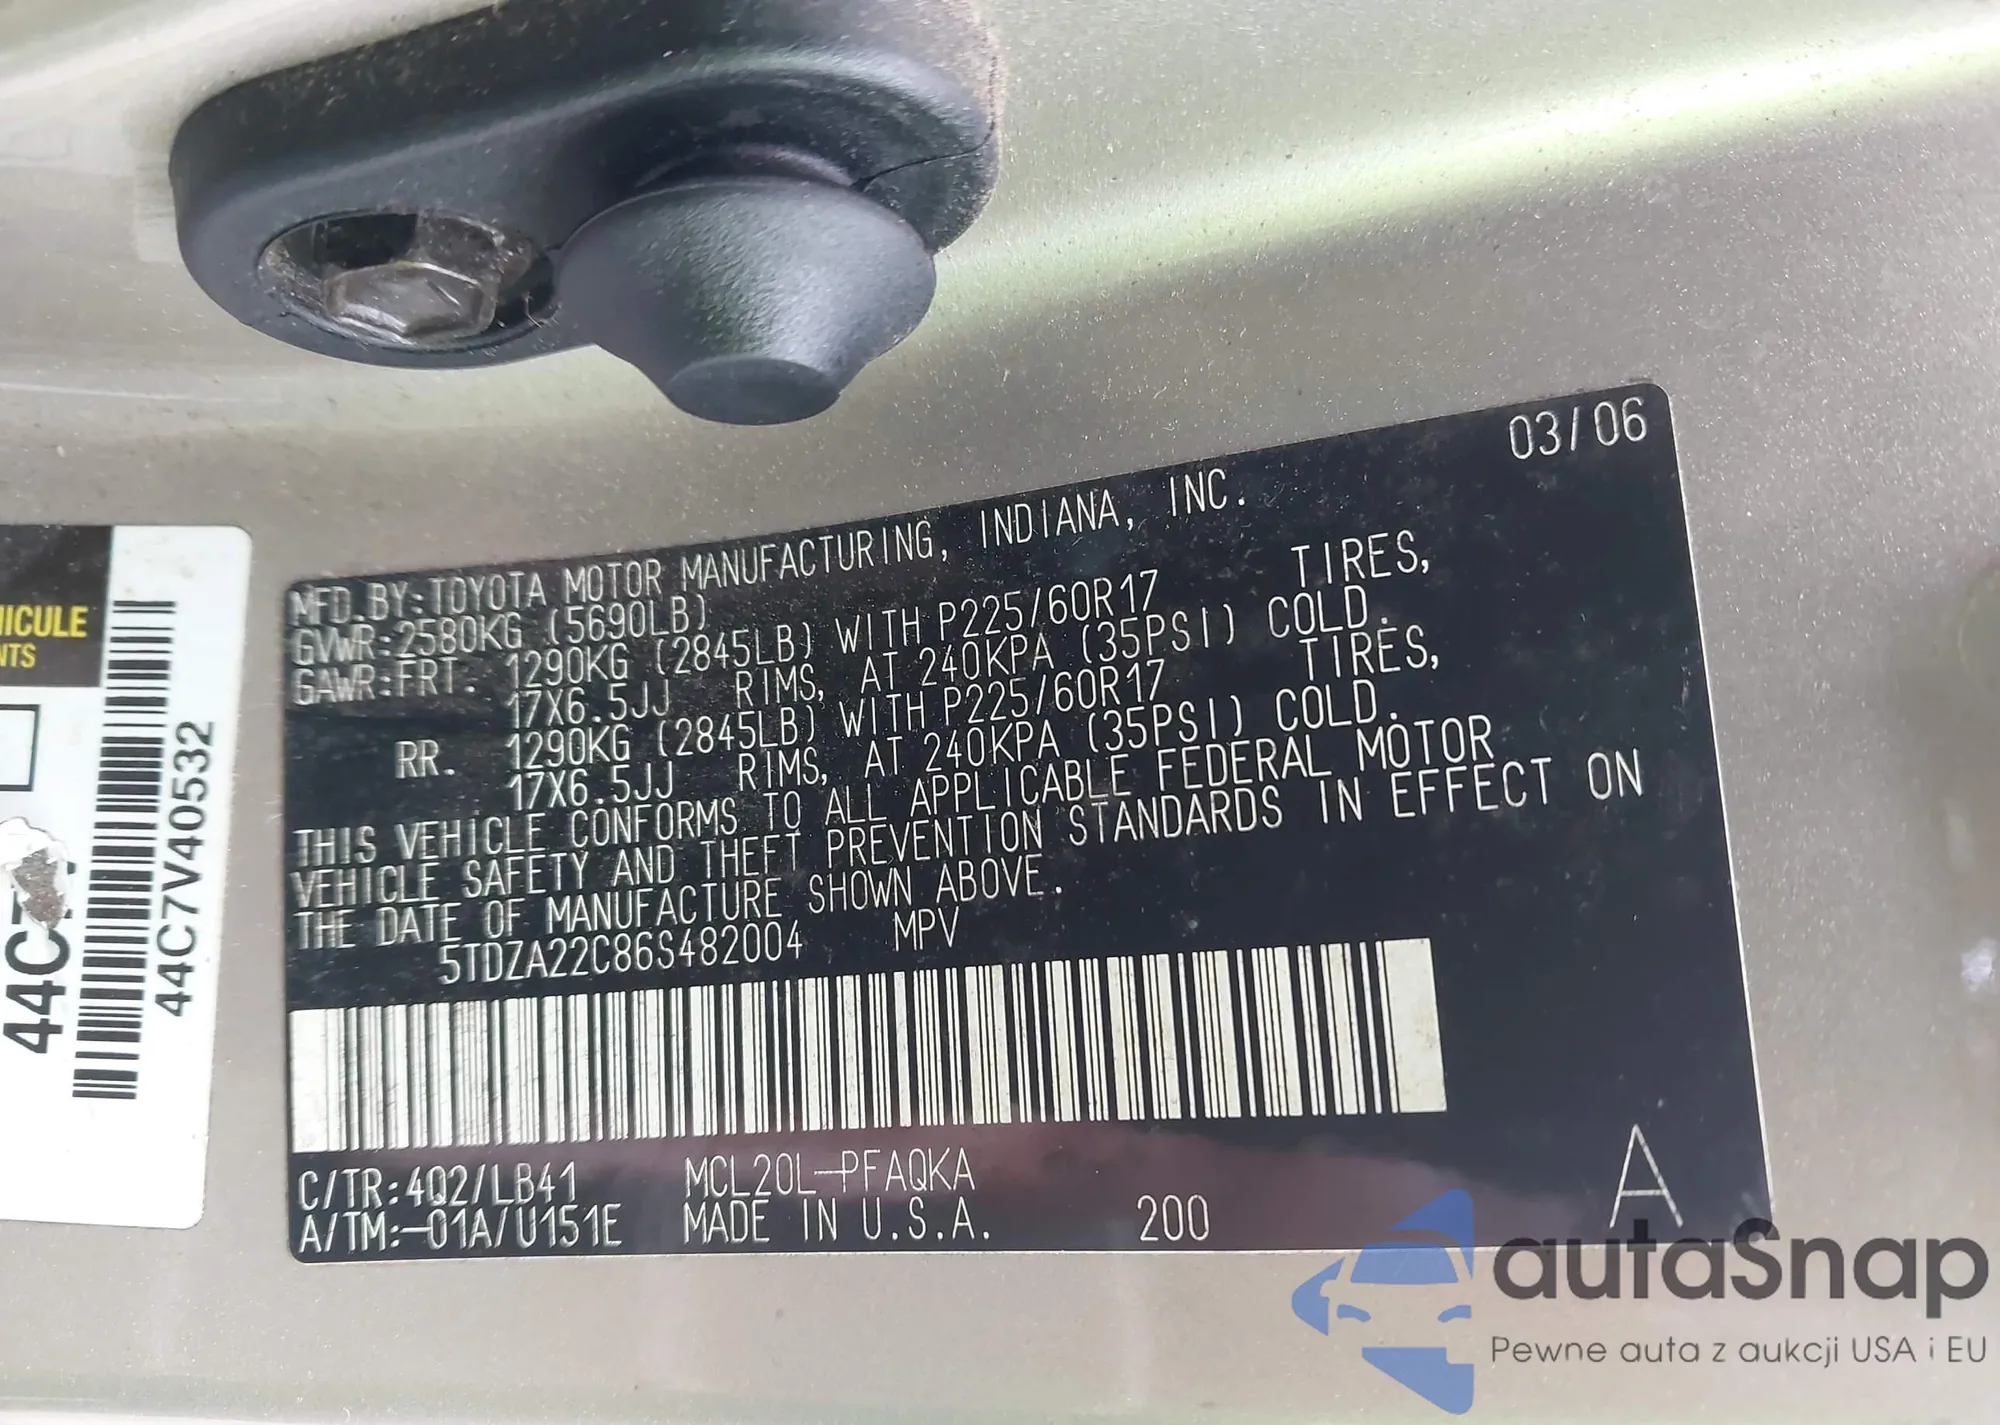 03/06
MFD.BY:TOYOTA MOTOR MANUFACTURING, INDIANA, INC.
GVWR:2580KG (5690LB)
GAWR:FRT. 1290KG (2845LB) WITH P225/60R17 TIRES,
17X6.5JJ RIMS, AT 240KPA (35PSI) COLD.
RR. 1290KG (2845LB) WITH P225/60R17 TIRES,
17X6.5JJ RIMS, AT 240KPA (35PSI) COLD.
THIS VEHICLE CONFORMS TO ALL APPLICABLE FEDERAL MOTOR
VEHICLE SAFETY AND THEFT PREVENTION STANDARDS IN EFFECT ON
THE DATE OF MANUFACTURE SHOWN ABOVE.
5TDZA22C86S482004 MPV
C/TR:4Q2/LB41 MCL20L-PFAQKA
A/TM:-01A/U151E MADE IN U.S.A. 200 A
44C7V40532
autaSnap
Pewne auta z aukcji USA i EU